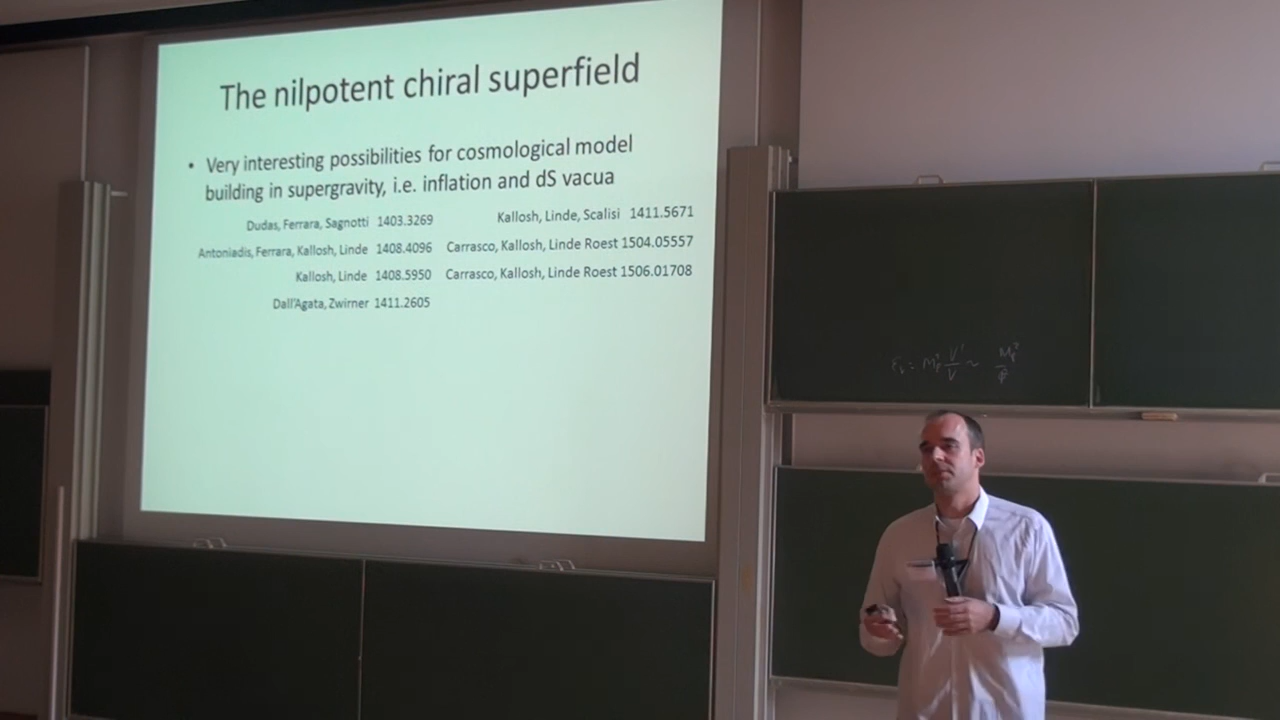 The nilpotent chiral superfield
• Very interesting possibilities for cosmological model
building in supergravity, i.e. inflation and dS vacua
Dudas, Ferrara, Sagnotti 1403.3269
Antoniadis, Ferrara, Kallosh, Linde 1408.4096
Kallosh, Linde 1408.5950
Dall'Agata, Zwirner 1411.2605
Kallosh, Linde, Scalisi 1411.5671
Carrasco, Kallosh, Linde Roest 1504.05557
Carrasco, Kallosh, Linde Roest 1506.01708